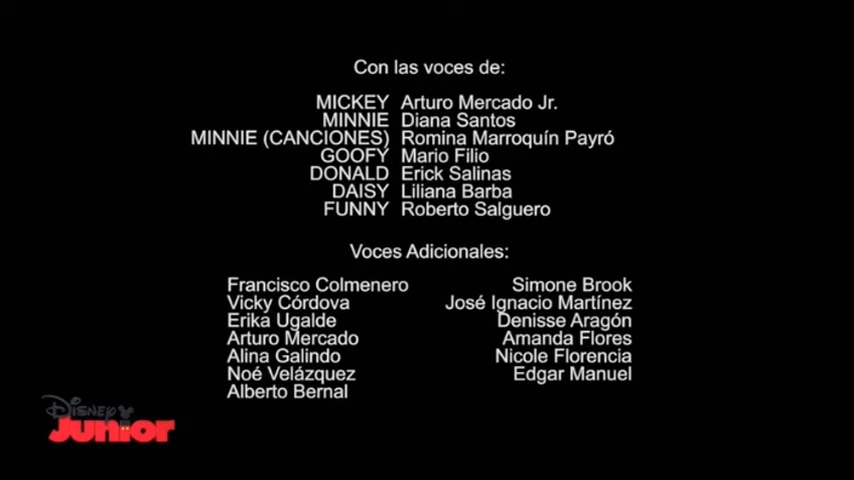 Con las voces de:
MICKEY Arturo Mercado Jr.
MINNIE Diana Santos
MINNIE (CANCIONES) Romina Marroquín Payró
GOOFY Mario Filio
DONALD Erick Salinas
DAISY Liliana Barba
FUNNY Roberto Salguero
Voces Adicionales:
Francisco Colmenero Simone Brook
Vicky Córdova José Ignacio Martínez
Erika Ugalde Denisse Aragón
Arturo Mercado Amanda Flores
Alina Galindo Nicole Florencia
Noé Velázquez Edgar Manuel
Alberto Bernal
Disney
Junior